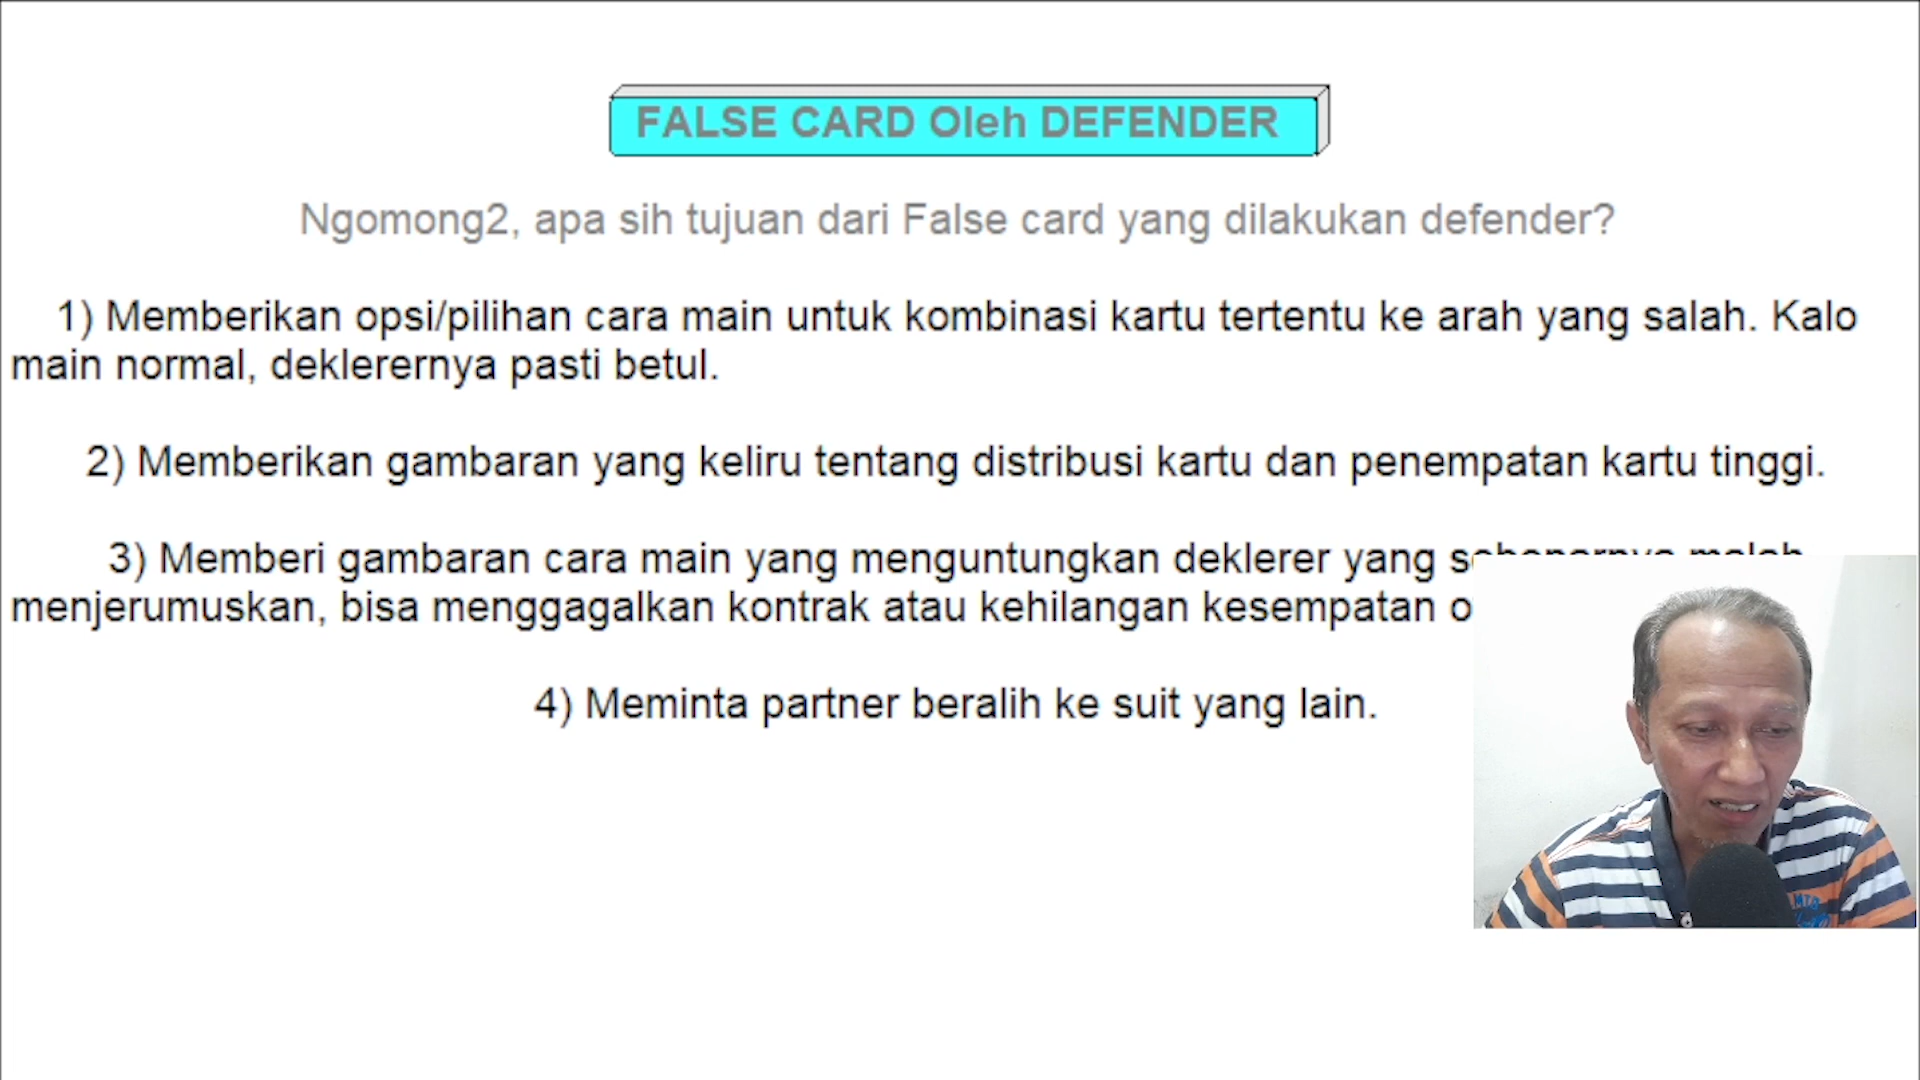 FALSE CARD Oleh DEFENDER
Ngomong2, apa sih tujuan dari False card yang dilakukan defender?
1) Memberikan opsi/pilihan cara main untuk kombinasi kartu tertentu ke arah yang salah. Kalo
main normal, deklerernya pasti betul.
2) Memberikan gambaran yang keliru tentang distribusi kartu dan penempatan kartu tinggi.
3) Memberi gambaran cara main yang menguntungkan deklerer yang sebenarnya malah
menjerumuskan, bisa menggagalkan kontrak atau kehilangan kesempatan
4) Meminta partner beralih ke suit yang lain.